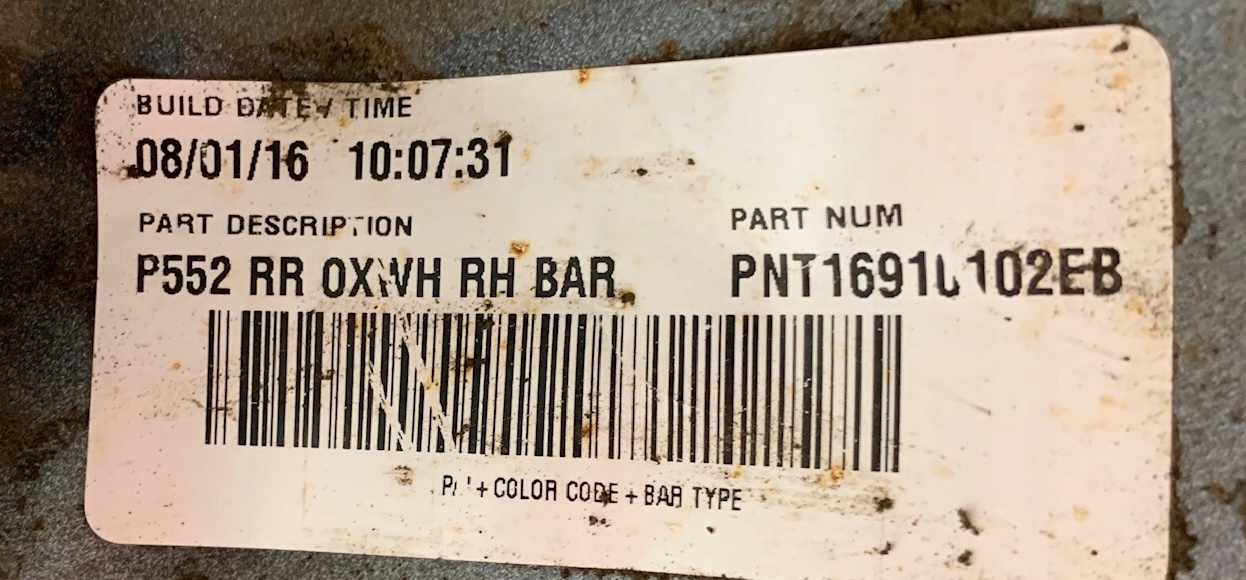 BUILD DATE / TIME
08/01/16 10:07:31
PART DESCRIPTION PART NUM
P552 RR OXWH RH BAR
+ COLOR CODE + BAR TYPE